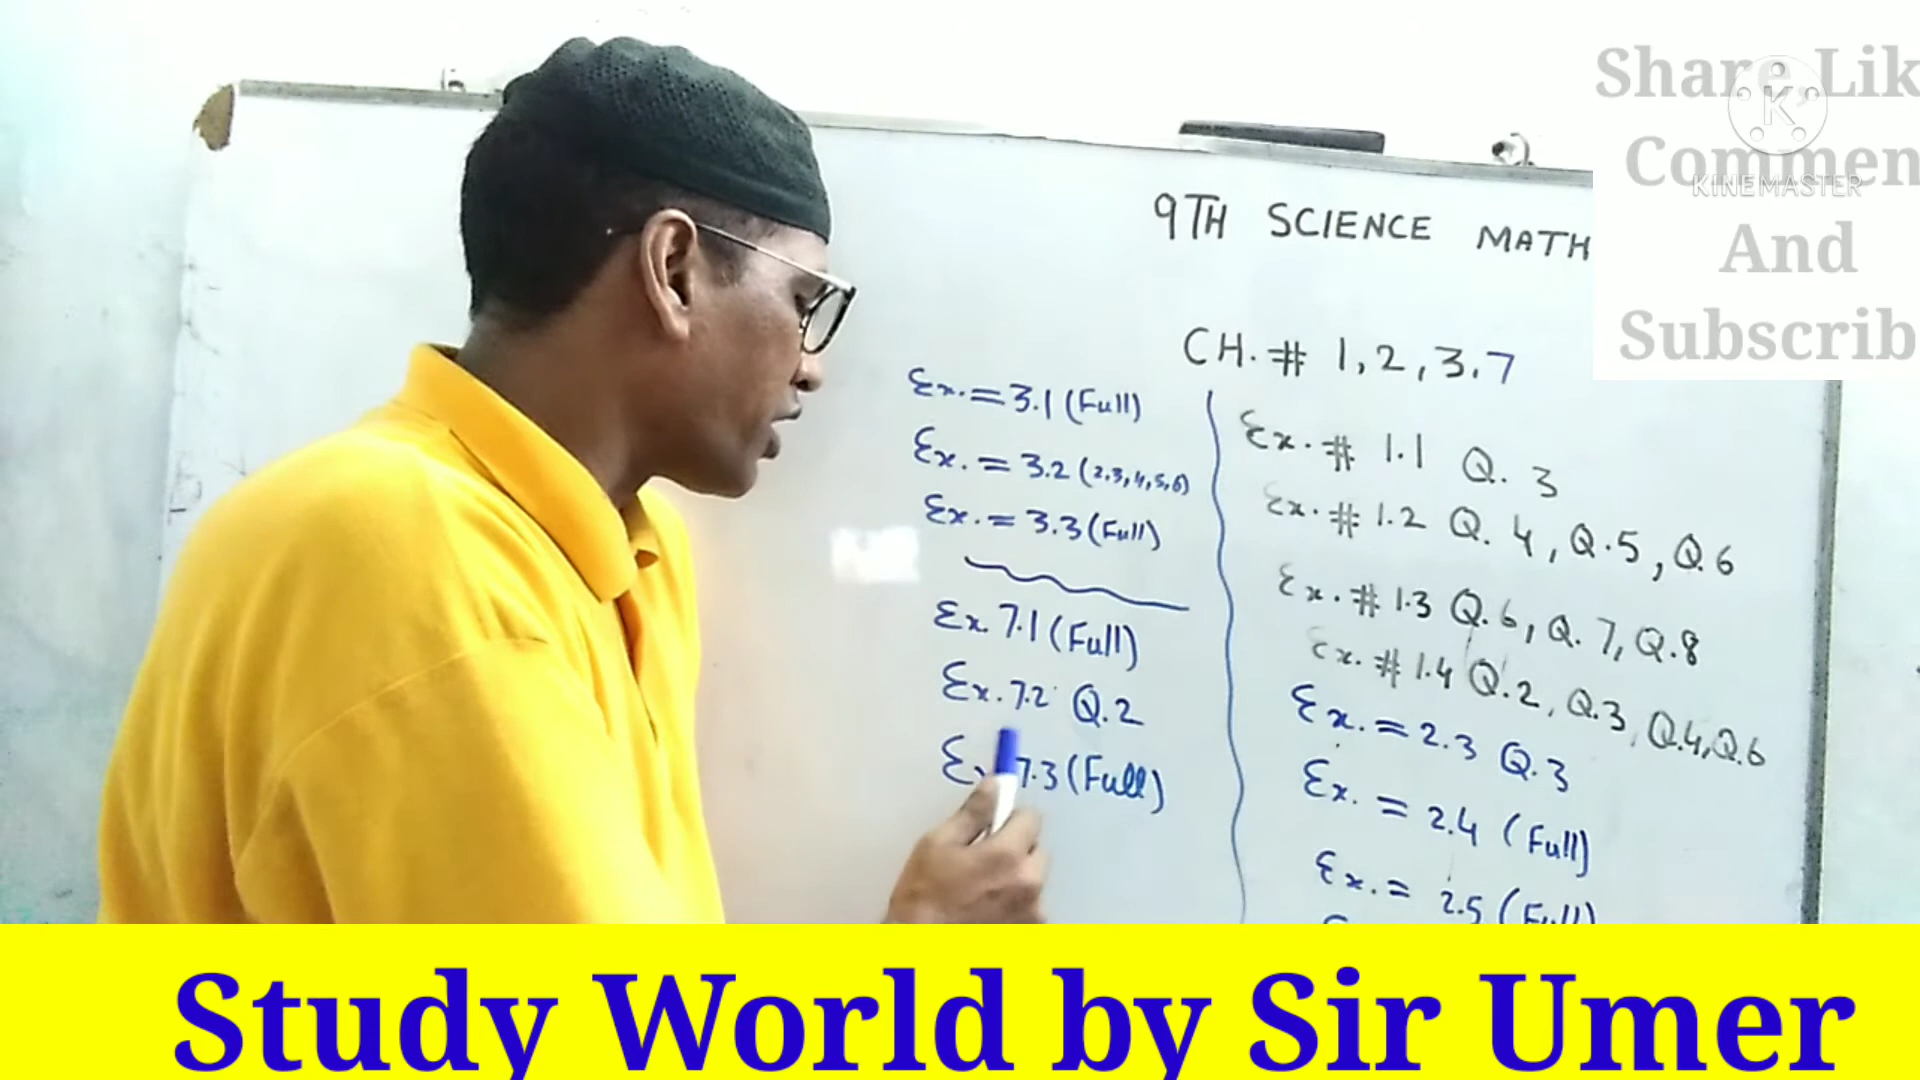 9TH SCIENCE MATH
CH. # 1, 2, 3, 7
Ex. # 1.1 Q. 3
Ex. # 1.2 Q. 4, Q.5, Q.6
Ex. # 1.3 Q.6, Q.7, Q.8
Ex. # 1.4 Q.2, Q.3, Q.4, Q.6
Ex. = 2.3 Q.3
Ex. = 2.4 (Full)
Ex. = 2.5 (Full)
Ex. = 3.1 (Full)
Ex. = 3.2 (2,3,4,5,6)
Ex. = 3.3 (Full)
Ex. 7.1 (Full)
Ex. 7.2 Q.2
Ex 7.3 (Full)
Share Lik
Commen
And
Subscrib
KINEMASTER
Study World by Sir Umer